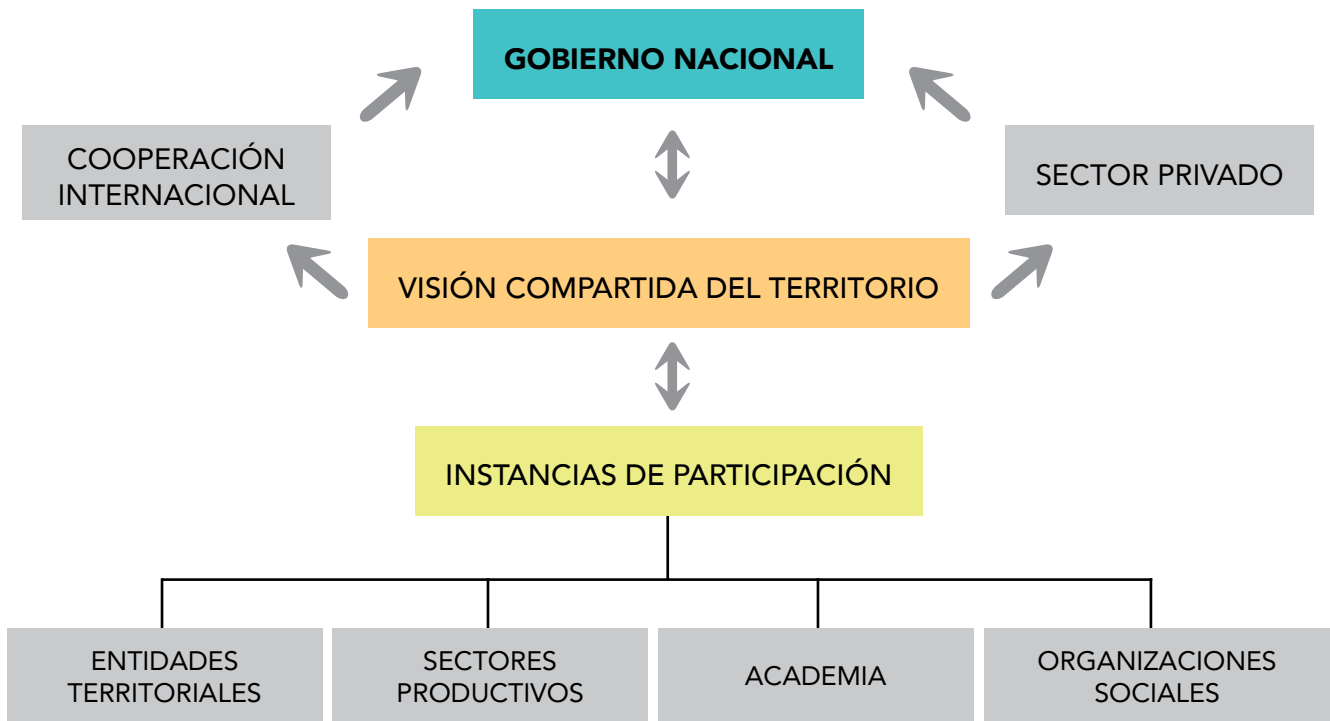 GOBIERNO NACIONAL
COOPERACIÓN
INTERNACIONAL
SECTOR PRIVADO
VISIÓN COMPARTIDA DEL TERRITORIO
INSTANCIAS DE PARTICIPACIÓN
ENTIDADES
TERRITORIALES
SECTORES
PRODUCTIVOS
ACADEMIA
ORGANIZACIONES
SOCIALES